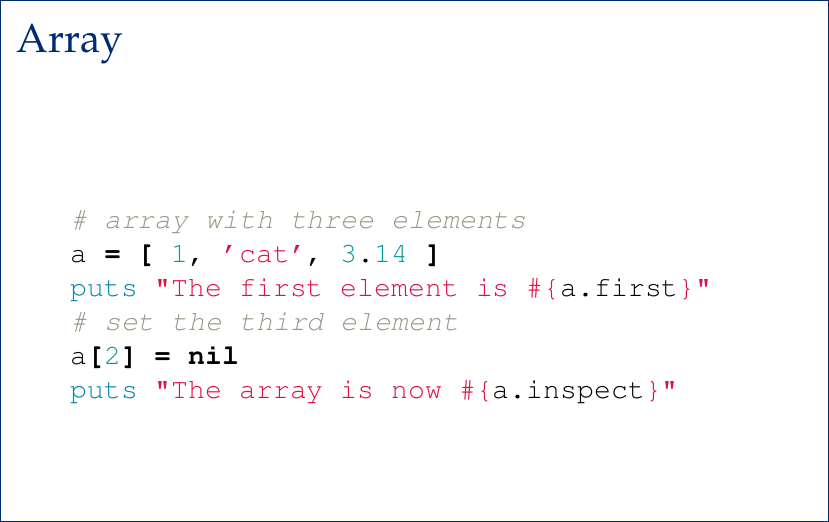 Array
# array with three elements
a = [ 1, ’cat’, 3.14 ]
puts "The first element is #{a.first}"
# set the third element
a[2] = nil
puts "The array is now #{a.inspect}"